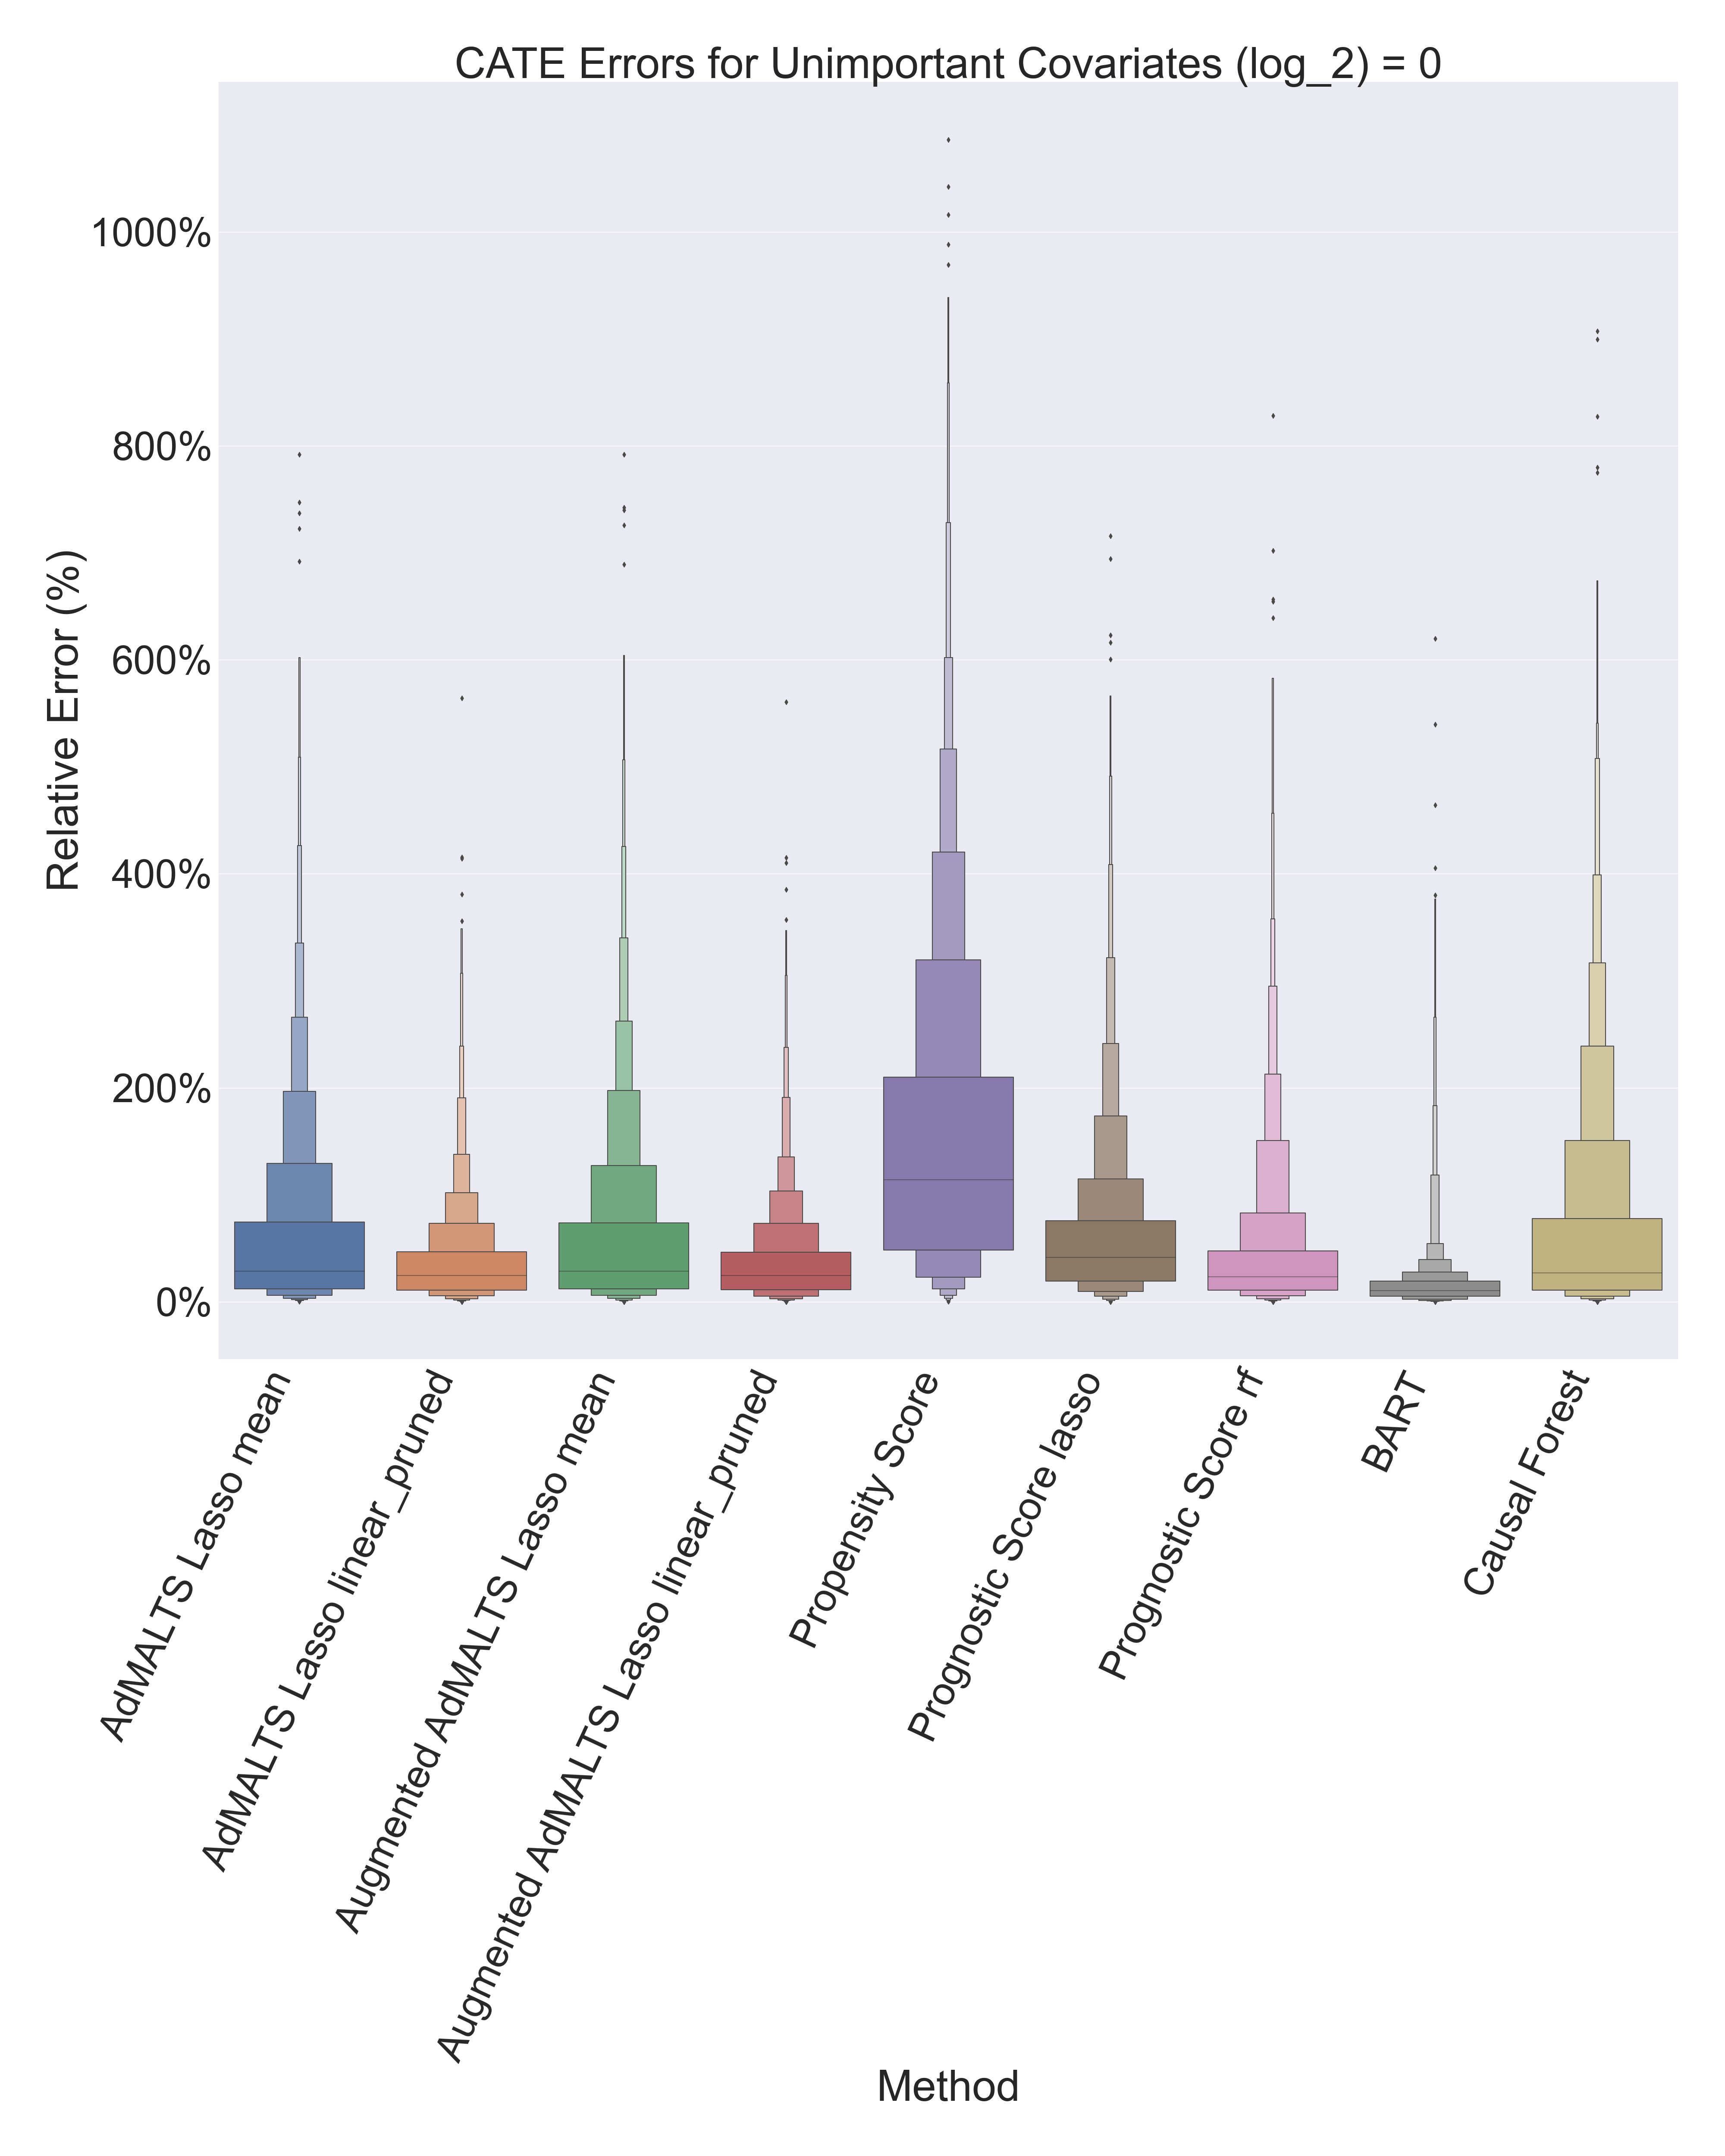 CATE Errors for Unimportant Covariates (log_2) = 0
Relative Error (%)
1000%
800%
600%
400%
200%
0%
AdMALTS Lasso mean
AdMALTS Lasso linear_pruned
Augmented AdMALTS Lasso mean
Augmented AdMALTS Lasso linear_pruned
Propensity Score
Prognostic Score lasso
Prognostic Score rf
BART
Causal Forest
Method